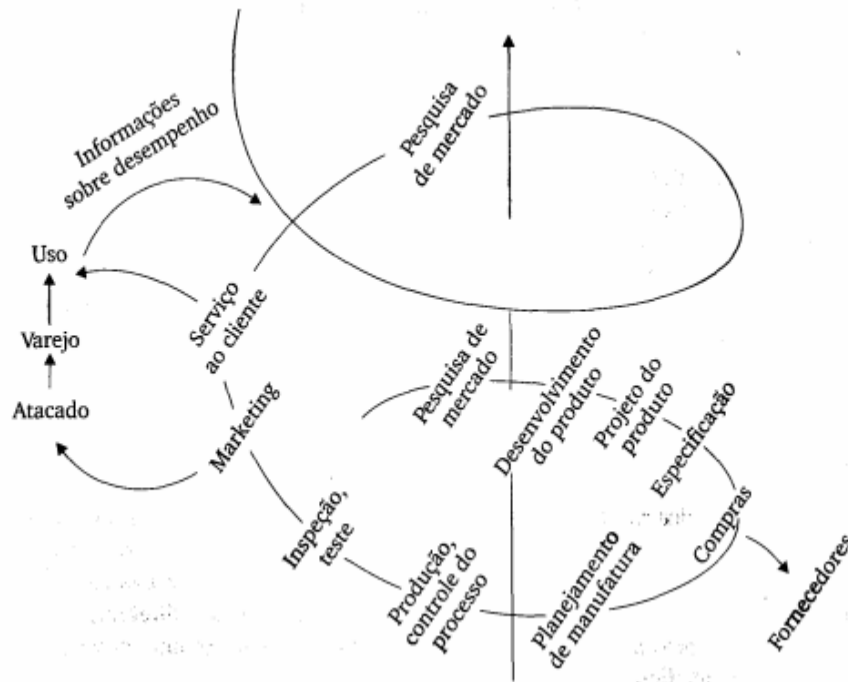 Informações
sobre desempenho
Pesquisa
de mercado
Uso
Serviço
ao cliente
Varejo
Atacado
Marketing
Pesquisa de
mercado
Desenvolvimento
do produto
Projeto do
produto
Especificação
Compras
Fornecedores
Inspeção,
teste
Produção,
controle do
processo
Planejamento
de manufatura